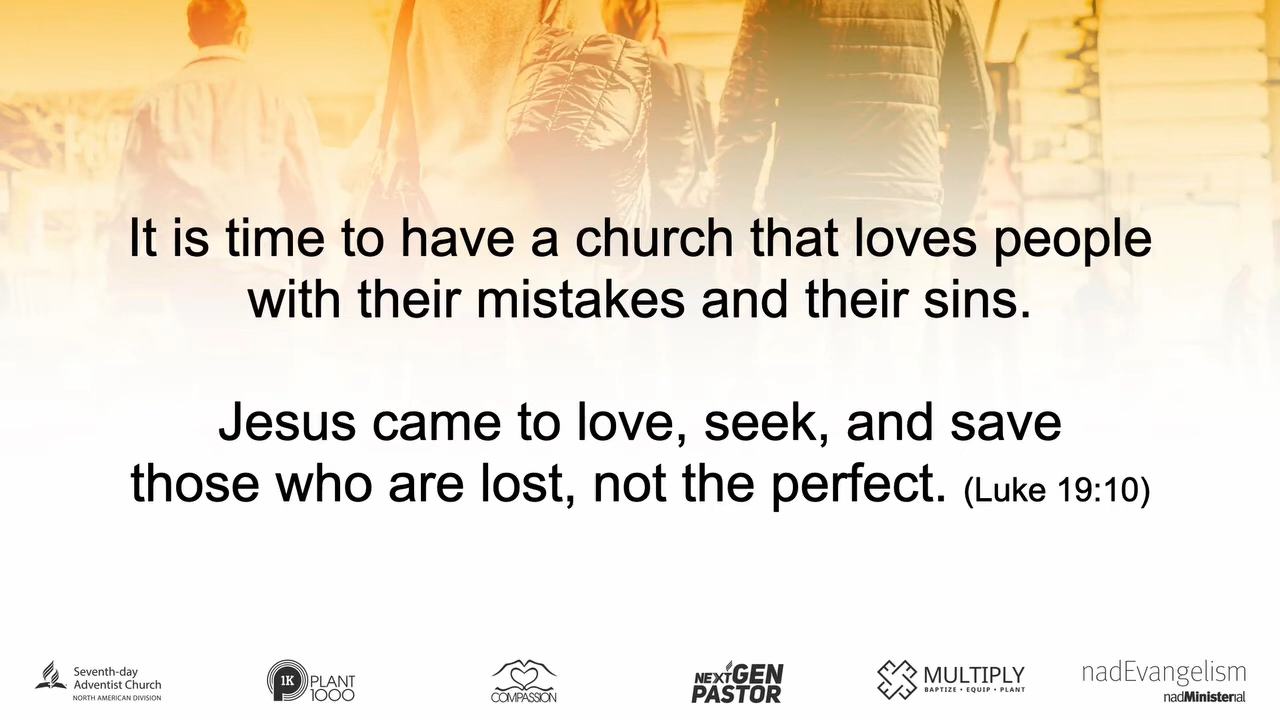 It is time to have a church that loves people
with their mistakes and their sins.
Jesus came to love, seek, and save
those who are lost, not the perfect. (Luke 19:10)
Seventh-day
Adventist Church
NORTH AMERICAN DIVISION
1K
PLANT
1000
COMPASSION
NEXTGEN
PASTOR
MULTIPLY
BAPTIZE • EQUIP • PLANT
nadEvangelism
nadMinisterial